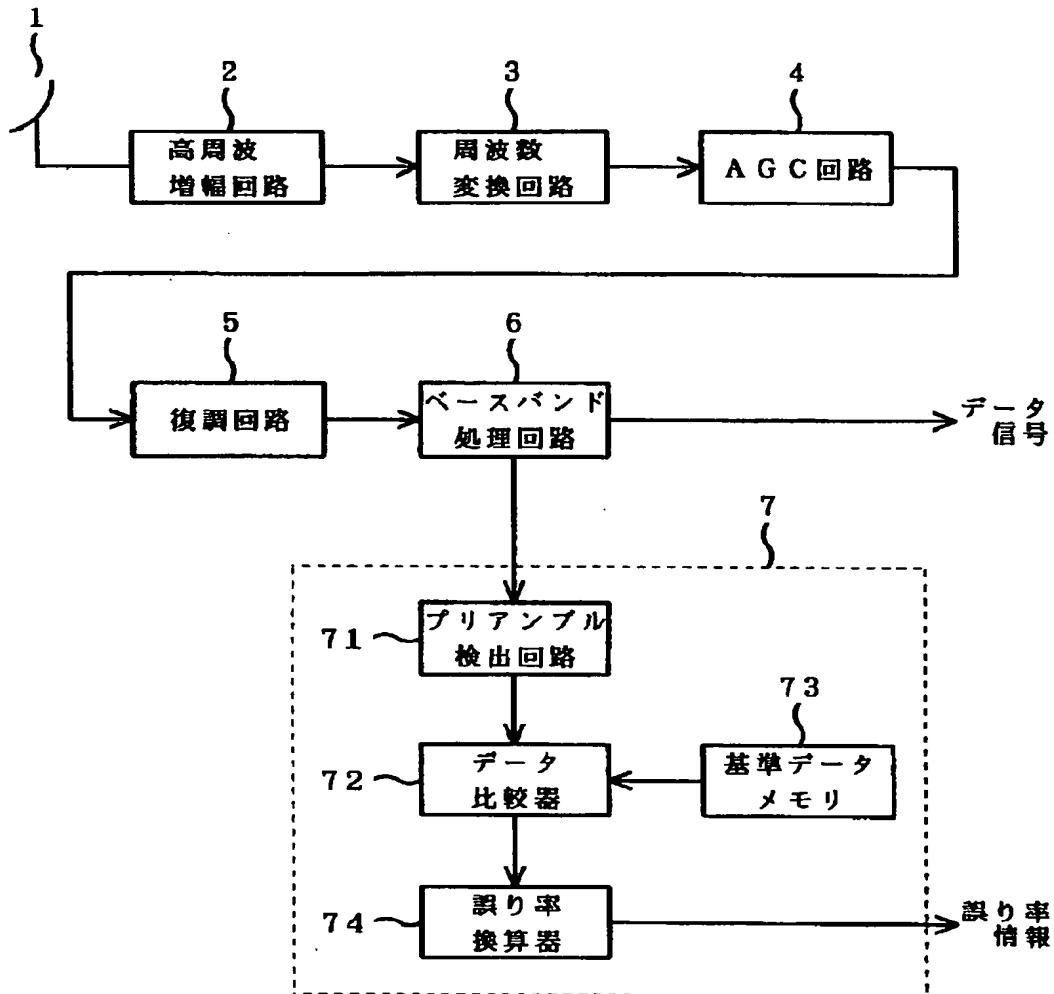 1
2
3
4
高周波
増幅回路
周波数
変換回路
AGC回路
5
6
復調回路
ベースバンド
処理回路
データ
信号
7
71
プリアンプル
検出回路
73
72
データ
比較器
基準データ
メモリ
74
誤り率
換算器
誤り率
情報